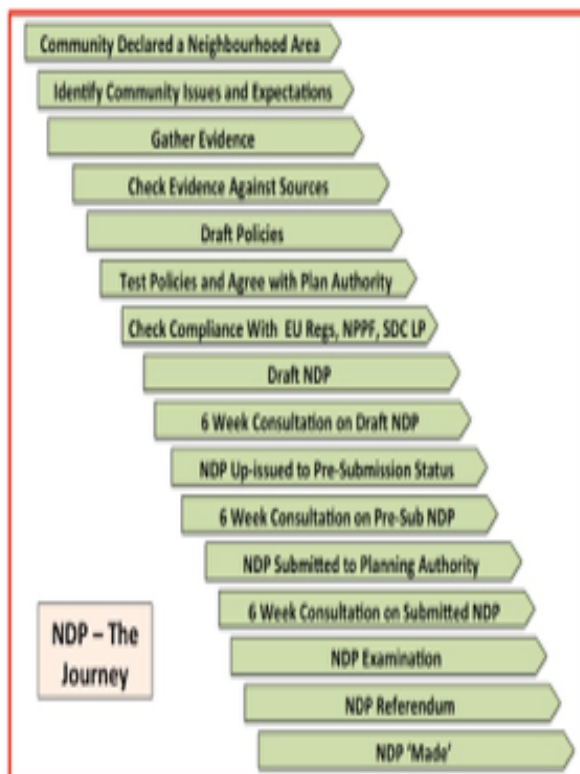 Community Declared a Neighbourhood Area
Identify Community Issues and Expectations
Gather Evidence
Check Evidence Against Sources
Draft Policies
Test Policies and Agree with Plan Authority
Check Compliance With EU Regs, NPPF, SDC LP
Draft NDP
6 Week Consultation on Draft NDP
NDP Up-issued to Pre-Submission Status
6 Week Consultation on Pre-Sub NDP
NDP Submitted to Planning Authority
6 Week Consultation on Submitted NDP
NDP Examination
NDP Referendum
NDP ‘Made’
NDP – The
Journey